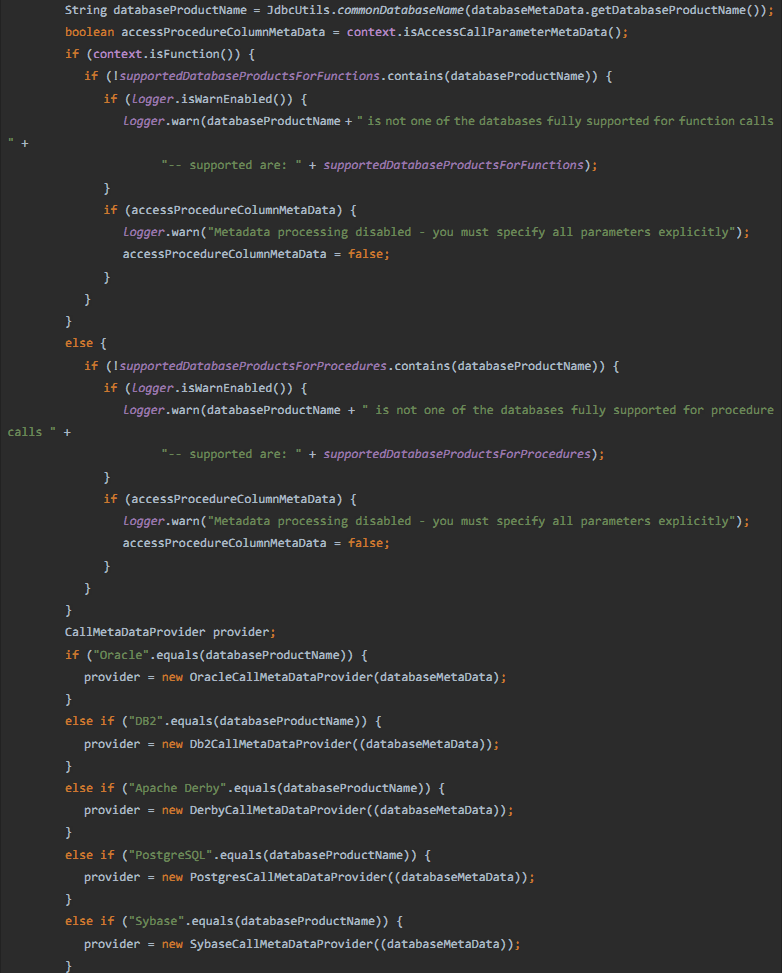 String databaseProductName = JdbcUtils.commonDatabaseName(databaseMetaData.getDatabaseProductName());
boolean accessProcedureColumnMetaData = context.isAccessCallParameterMetaData();
if (context.isFunction()) {
if (!supportedDatabaseProductsForFunctions.contains(databaseProductName)) {
if (logger.isWarnEnabled()) {
logger.warn(databaseProductName + " is not one of the databases fully supported for function calls
" +
"-- supported are: " + supportedDatabaseProductsForFunctions);
}
if (accessProcedureColumnMetaData) {
logger.warn("Metadata processing disabled - you must specify all parameters explicitly");
accessProcedureColumnMetaData = false;
}
}
}
else {
if (!supportedDatabaseProductsForProcedures.contains(databaseProductName)) {
if (logger.isWarnEnabled()) {
logger.warn(databaseProductName + " is not one of the databases fully supported for procedure
calls " +
"-- supported are: " + supportedDatabaseProductsForProcedures);
}
if (accessProcedureColumnMetaData) {
logger.warn("Metadata processing disabled - you must specify all parameters explicitly");
accessProcedureColumnMetaData = false;
}
}
}
CallMetaDataProvider provider;
if ("Oracle".equals(databaseProductName)) {
provider = new OracleCallMetaDataProvider(databaseMetaData);
}
else if ("DB2".equals(databaseProductName)) {
provider = new Db2CallMetaDataProvider((databaseMetaData));
}
else if ("Apache Derby".equals(databaseProductName)) {
provider = new DerbyCallMetaDataProvider((databaseMetaData));
}
else if ("PostgreSQL".equals(databaseProductName)) {
provider = new PostgresCallMetaDataProvider((databaseMetaData));
}
else if ("Sybase".equals(databaseProductName)) {
provider = new SybaseCallMetaDataProvider((databaseMetaData));
}